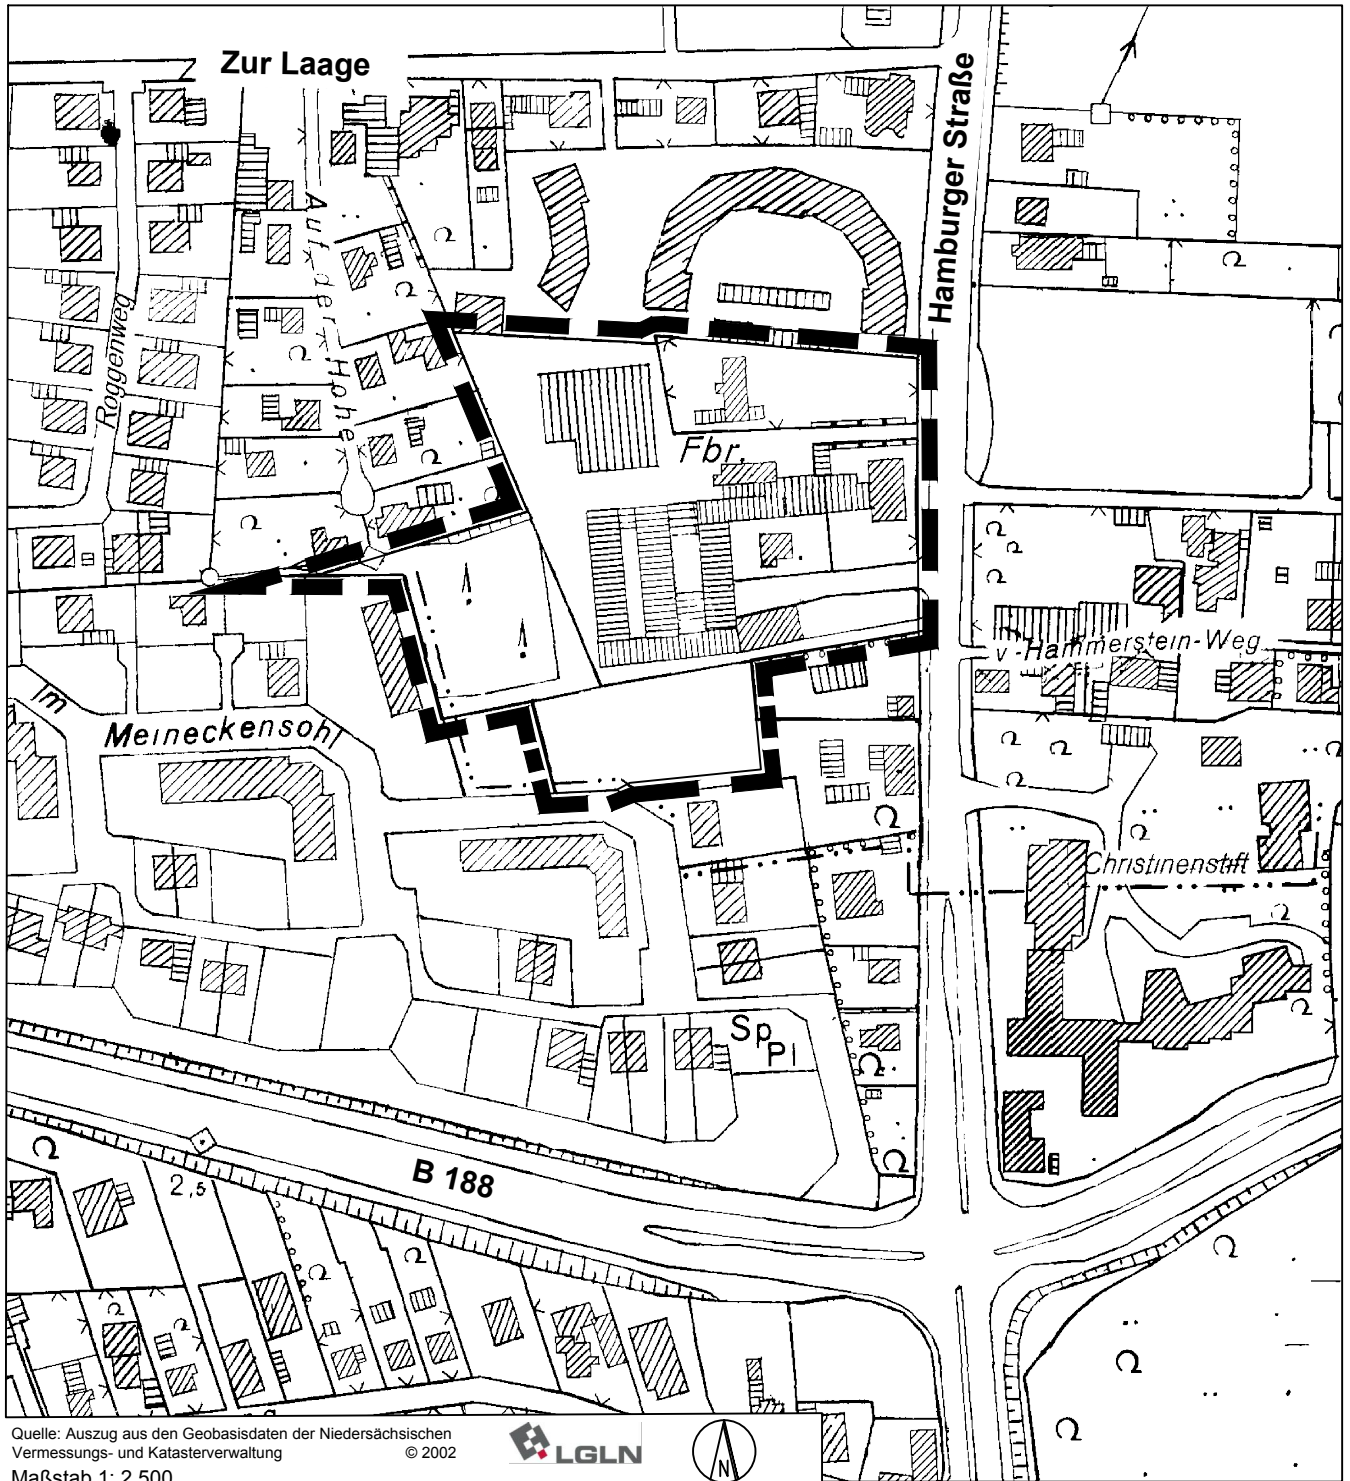 Zur Laage
Hamburger Straße
Auf der Höhe
Roggenweg
Fbr.
V.-Hammerstein-Weg
Im
Meineckensohl
Christinenstift
Sp
Pl
B 188
2,5
Quelle: Auszug aus den Geobasisdaten der Niedersächsischen
Vermessungs- und Katasterverwaltung © 2002
LGLN
N
Maßstab 1: 2.500